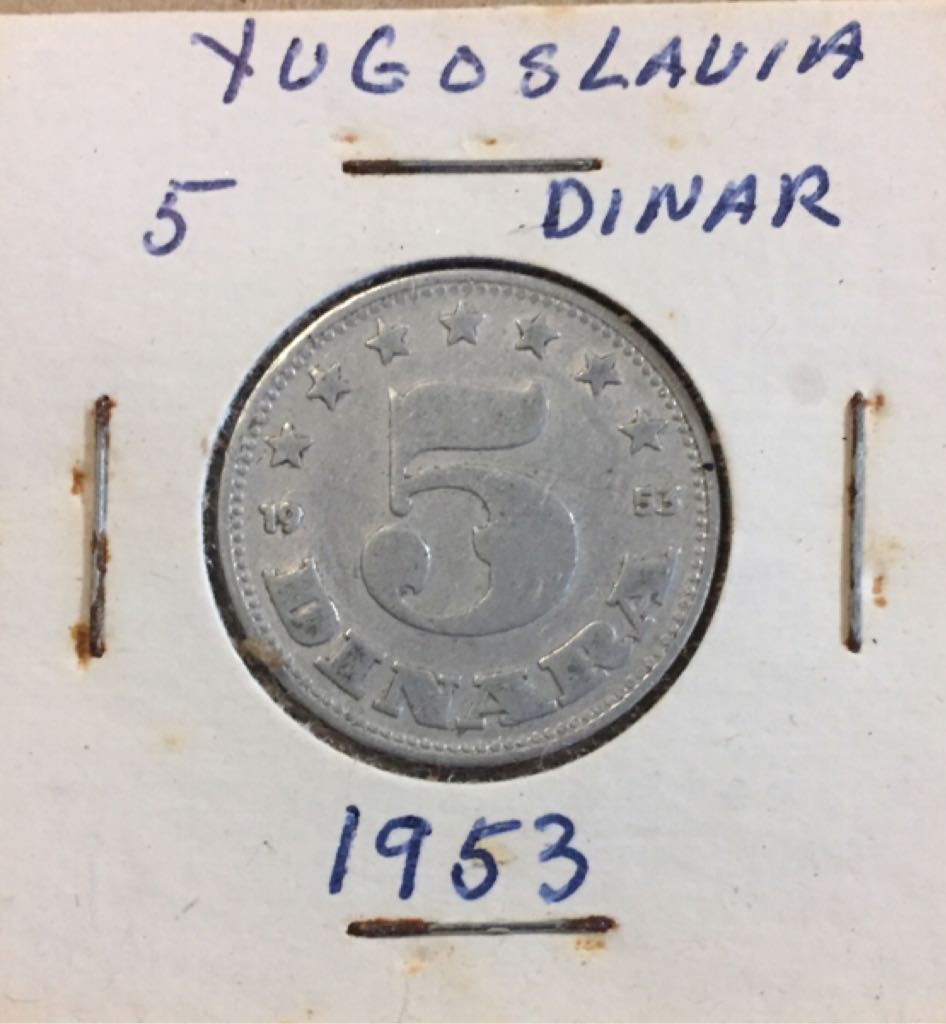 YUGOSLAVIA
5 DINAR
5
19 53
DINARA
1953